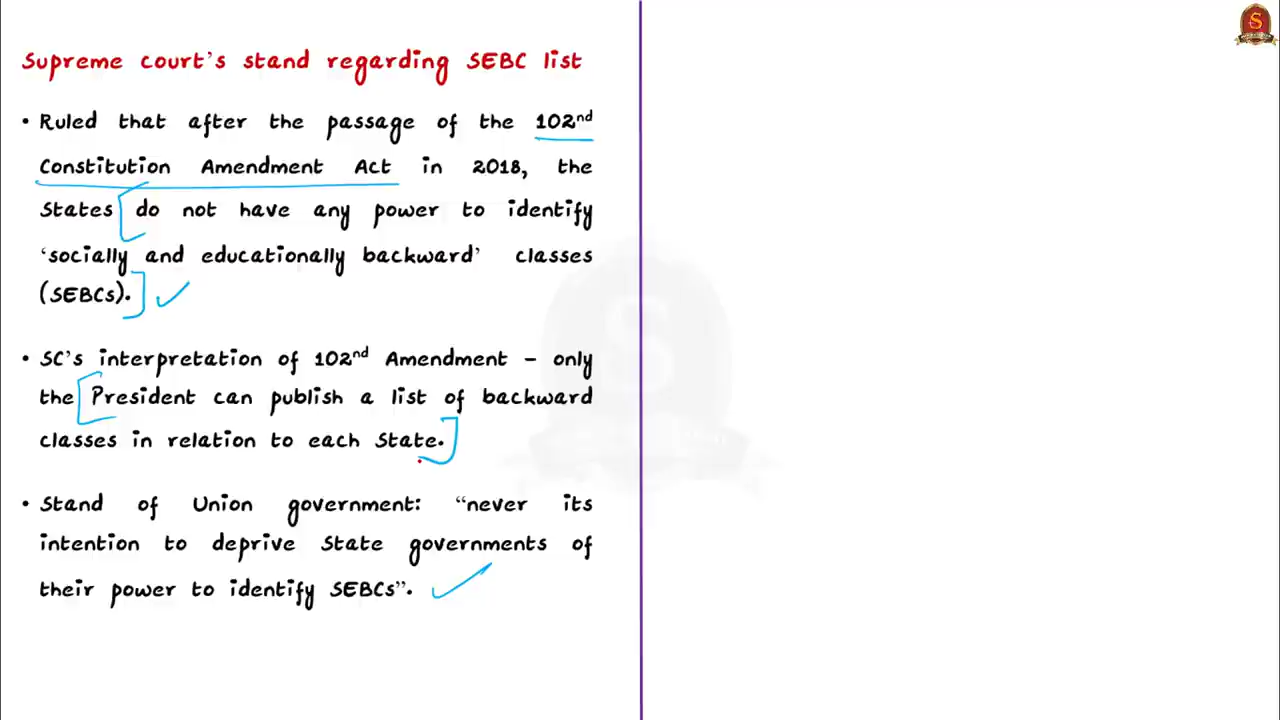 Supreme court's stand regarding SEBC list
• Ruled that after the passage of the 102nd
Constitution Amendment Act in 2018, the
States do not have any power to identify
‘socially and educationally backward’ classes
(SEBCs).
• SC's interpretation of 102nd Amendment – only
the President can publish a list of backward
classes in relation to each State.
• Stand of Union government: “never its
intention to deprive State governments of
their power to identify SEBCs”.